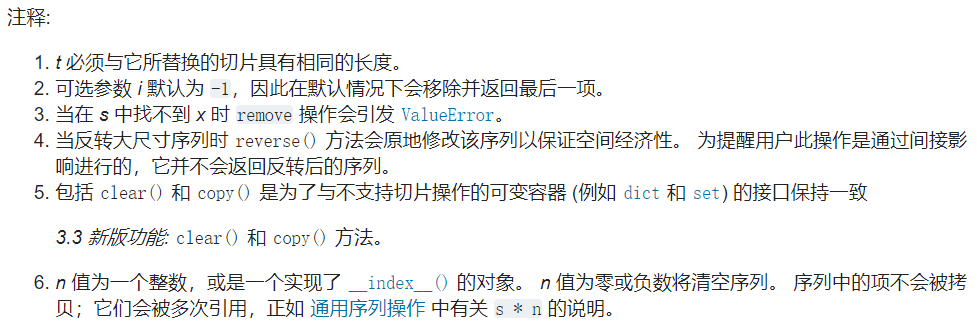 注释:
1. t 必须与它所替换的切片具有相同的长度。
2. 可选参数 i 默认为 -1，因此在默认情况下会移除并返回最后一项。
3. 当在 s 中找不到 x 时 remove 操作会引发 ValueError。
4. 当反转大尺寸序列时 reverse() 方法会原地修改该序列以保证空间经济性。 为提醒用户此操作是通过间接影
响进行的，它并不会返回反转后的序列。
5. 包括 clear() 和 copy() 是为了与不支持切片操作的可变容器 (例如 dict 和 set) 的接口保持一致
3.3 新版功能: clear() 和 copy() 方法。
6. n 值为一个整数，或是一个实现了 __index__() 的对象。 n 值为零或负数将清空序列。 序列中的项不会被拷
贝；它们会被多次引用，正如 通用序列操作 中有关 s * n 的说明。